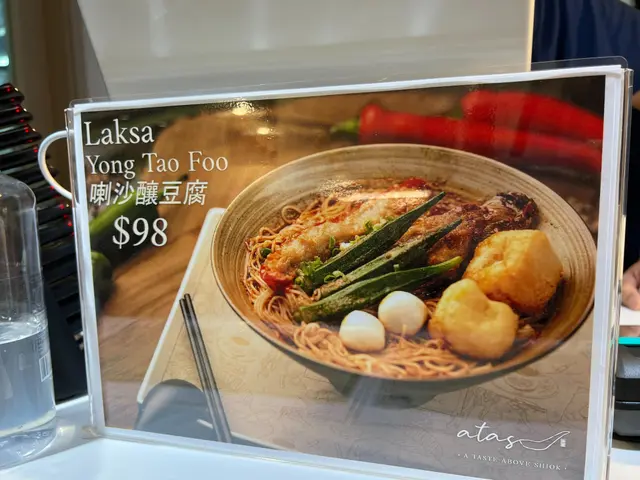 Laksa
Yong Tao Foo
喇沙釀豆腐
$98
atas
A TASTE ABOVE SHIOK